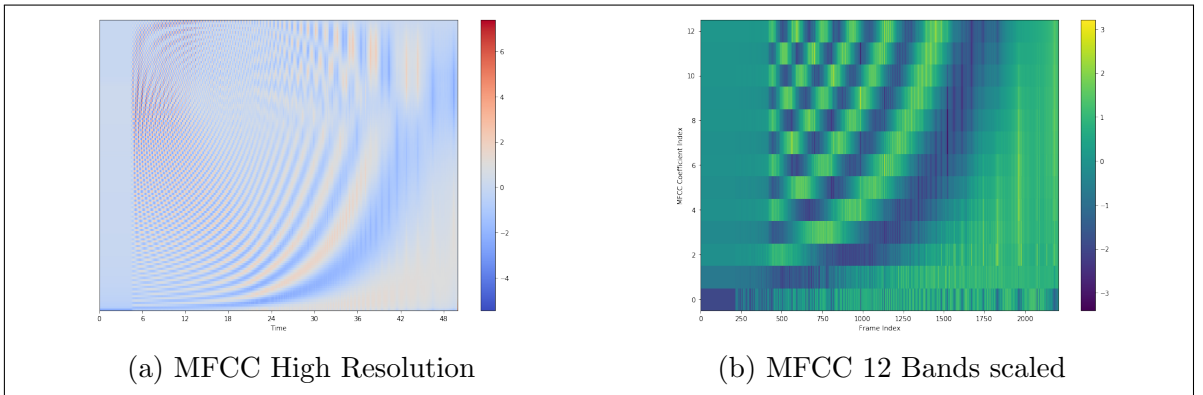 6
4
2
0
−2
−4
0 6 12 18 24 30 36 42 48
Time
12
10
8
6
4
2
0
MFCC Coefficient Index
0 250 500 750 1000 1250 1500 1750 2000
Frame Index
3
2
1
0
−1
−2
−3
(a) MFCC High Resolution
(b) MFCC 12 Bands scaled